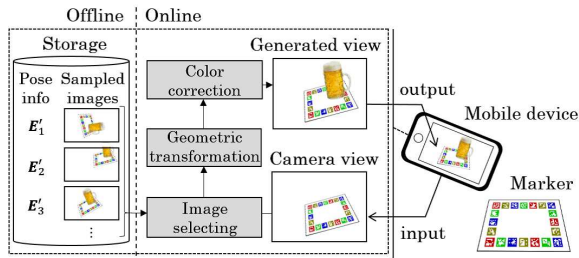 Offline
Online
Storage
Pose
info
Sampled
images
E′1
E′2
E′3
⋮
Color
correction
Geometric
transformation
Image
selecting
Generated view
Camera view
output
input
Mobile device
Marker